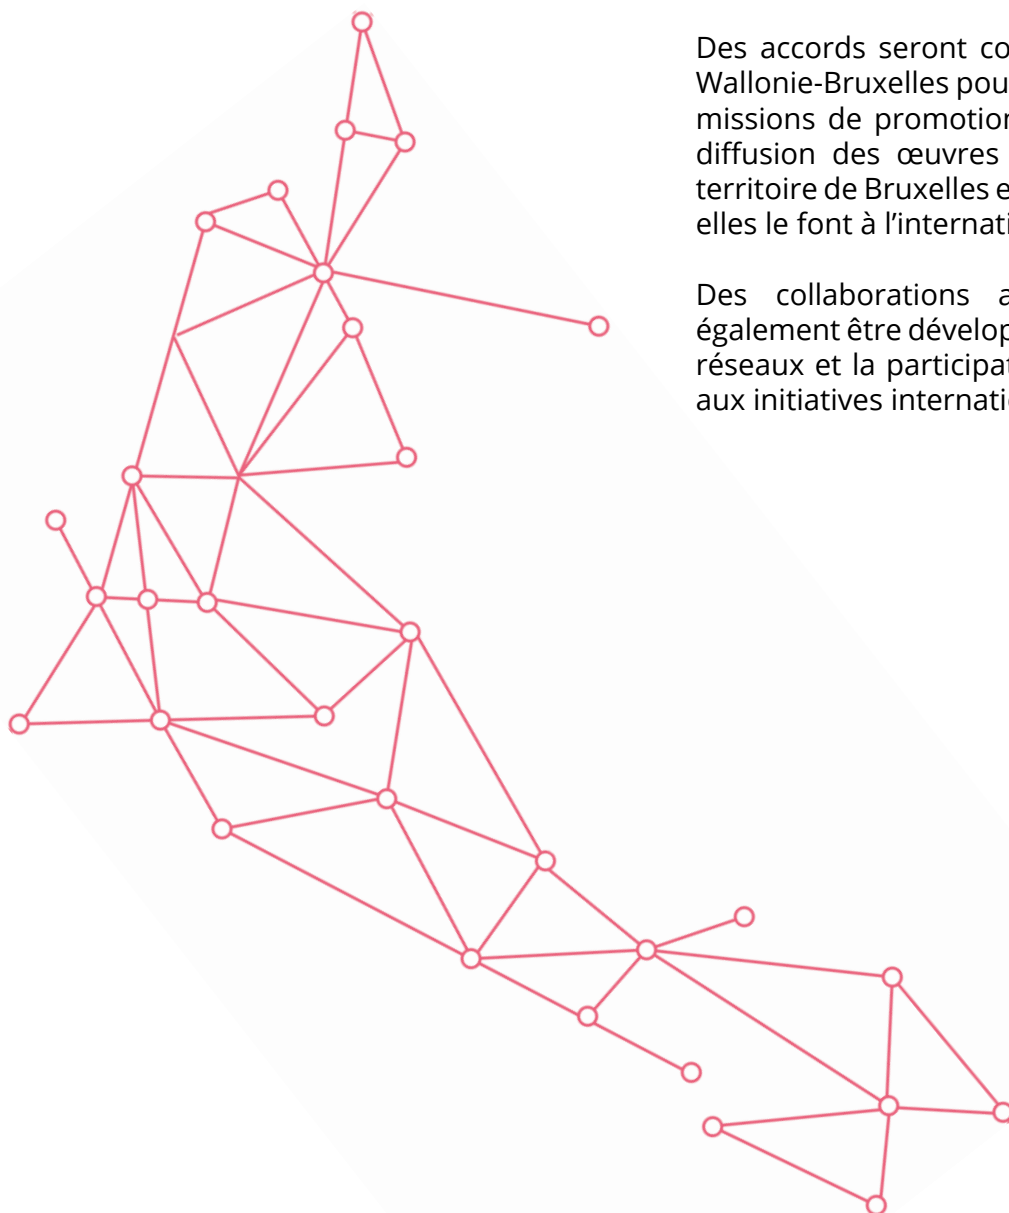 Des accords seront co
Wallonie-Bruxelles pou
missions de promotion
diffusion des œuvres
territoire de Bruxelles e
elles le font à l’internati
Des collaborations a
également être dévelop
réseaux et la participat
aux initiatives internati